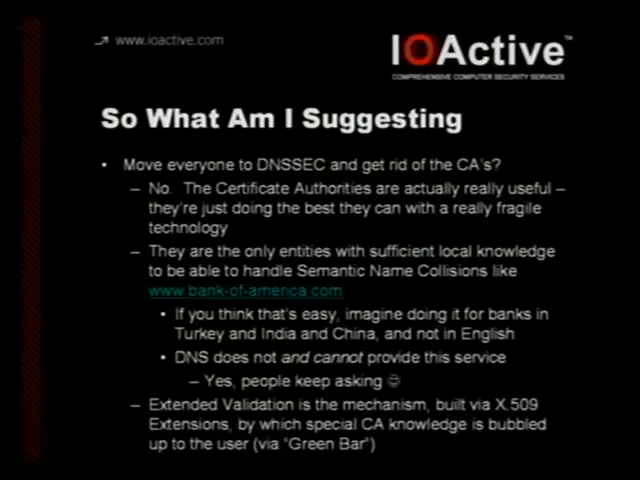 www.ioactive.com
IOActive™
COMPREHENSIVE COMPUTER SECURITY SERVICES
So What Am I Suggesting
• Move everyone to DNSSEC and get rid of the CA's?
– No. The Certificate Authorities are actually really useful –
they're just doing the best they can with a really fragile
technology
– They are the only entities with sufficient local knowledge
to be able to handle Semantic Name Collisions like
www.bank-of-america.com
• If you think that's easy, imagine doing it for banks in
Turkey and India and China, and not in English
• DNS does not and cannot provide this service
– Yes, people keep asking ☺
– Extended Validation is the mechanism, built via X.509
Extensions, by which special CA knowledge is bubbled
up to the user (via "Green Bar")